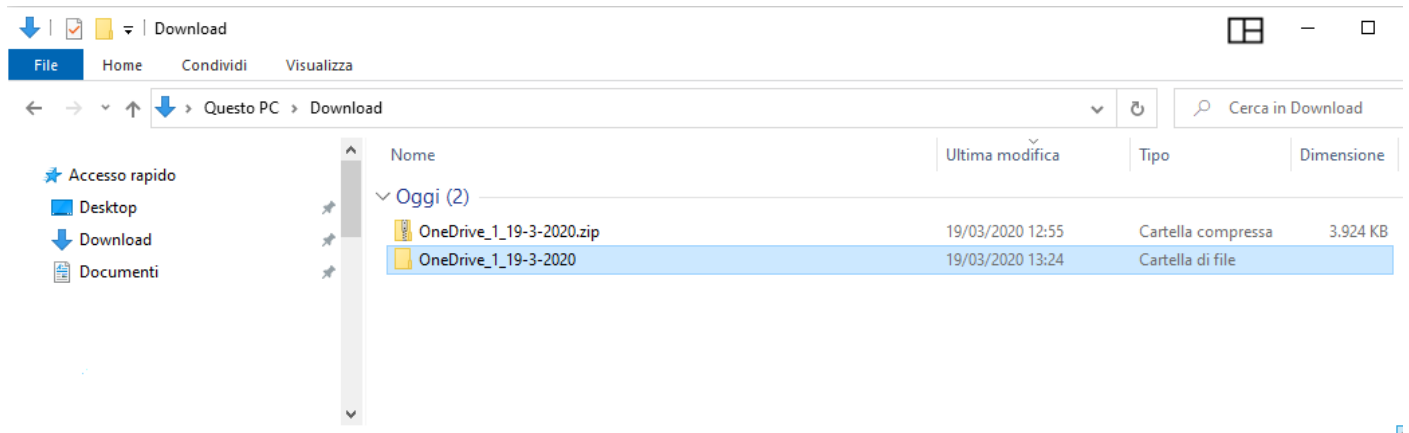 Download
File Home Condividi Visualizza
Questo PC Download Cerca in Download
Nome Ultima modifica Tipo Dimensione
Accesso rapido
Oggi (2)
Desktop
OneDrive_1_19-3-2020.zip 19/03/2020 12:55 Cartella compressa 3.924 KB
Download
OneDrive_1_19-3-2020 19/03/2020 13:24 Cartella di file
Documenti